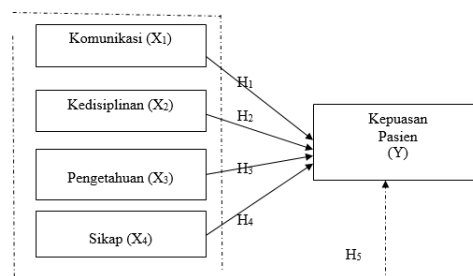 Komunikasi (X1)
H1
Kedisiplinan (X2)
H2
Kepuasan
Pasien
(Y)
Pengetahuan (X3)
H3
Sikap (X4)
H4
H5